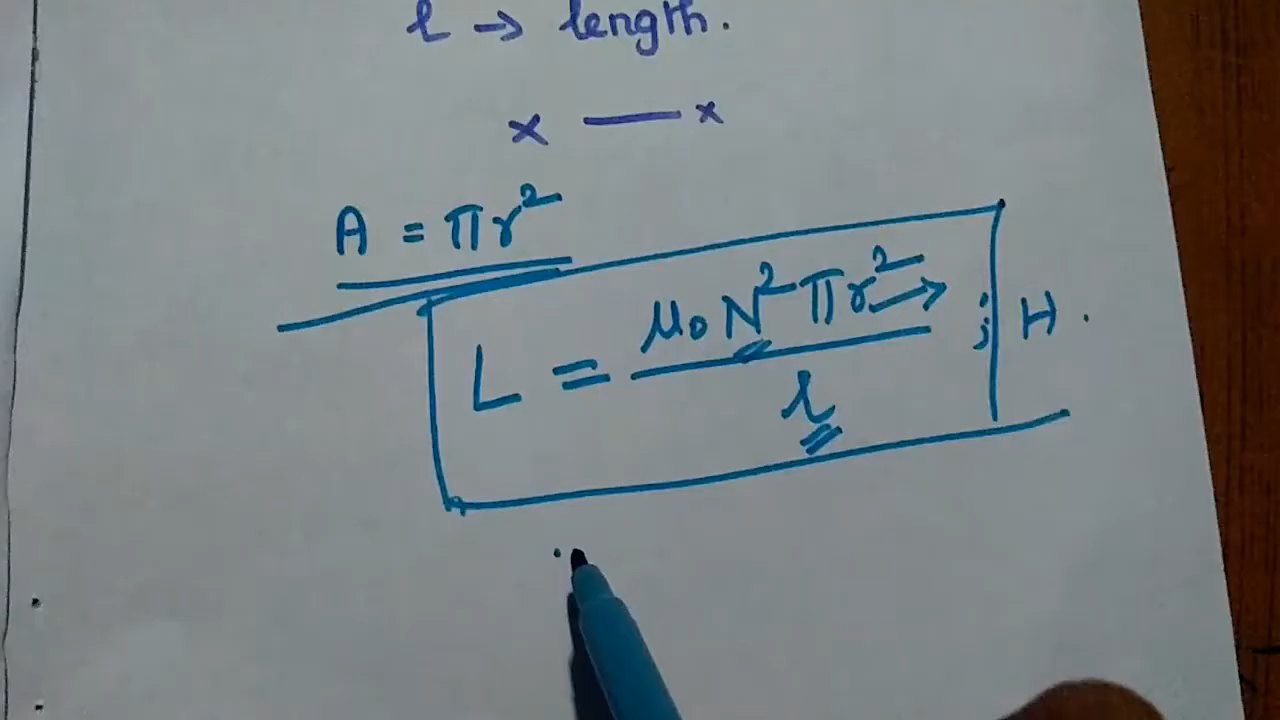 l → length.
x — x
A = πr²
L = μ₀N²πr² / l ; H.